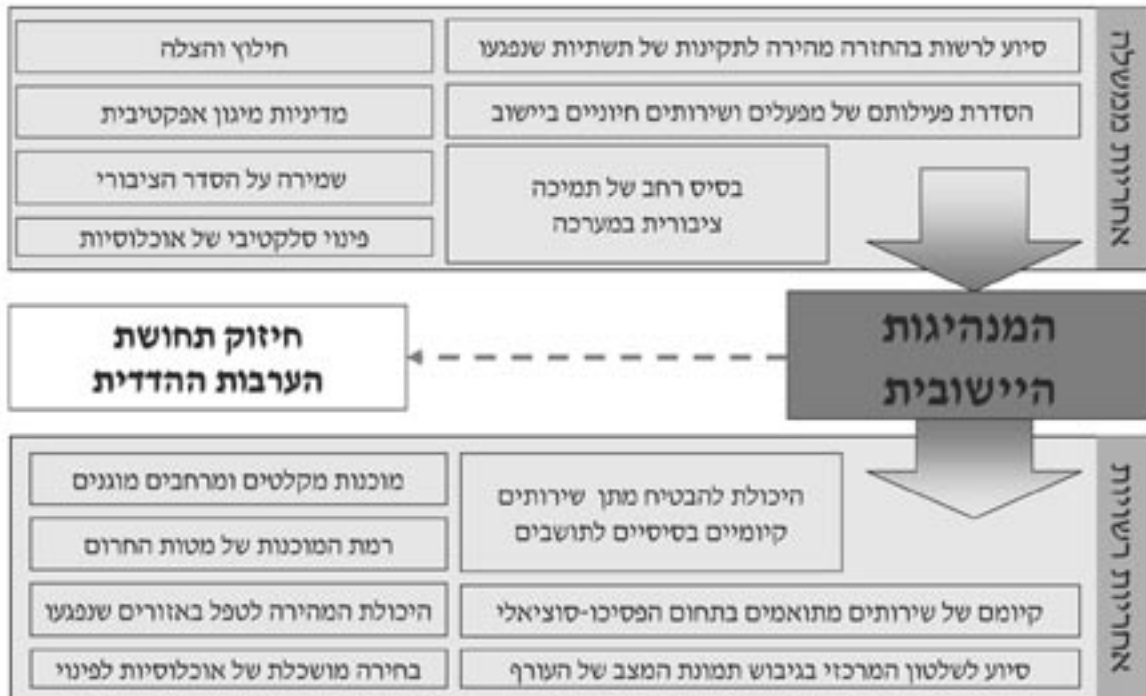 אחריות ממשלה
סיוע לרשות בהחזרה מהירה לתקינות של תשתיות שנפגעו
הסדרת פעילותם של מפעלים ושירותים חיוניים ביישוב
בסיס רחב של תמיכה
ציבורית במערכה
חילוץ והצלה
מדיניות מיגון אפקטיבית
שמירה על הסדר הציבורי
פינוי סלקטיבי של אוכלוסיות
המנהיגות
היישובית
חיזוק תחושת
הערבות ההדדית
אחריות רשויות
היכולת להבטיח מתן שירותים
קיומיים בסיסיים לתושבים
קיומם של שירותים מתואמים בתחום הפסיכו-סוציאלי
סיוע לשלטון המרכזי בגיבוש תמונת המצב של העורף
מוכנות מקלטים ומרחבים מוגנים
רמת המוכנות של מטות החרום
היכולת המהירה לטפל באזורים שנפגעו
בחירה מושכלת של אוכלוסיות לפינוי